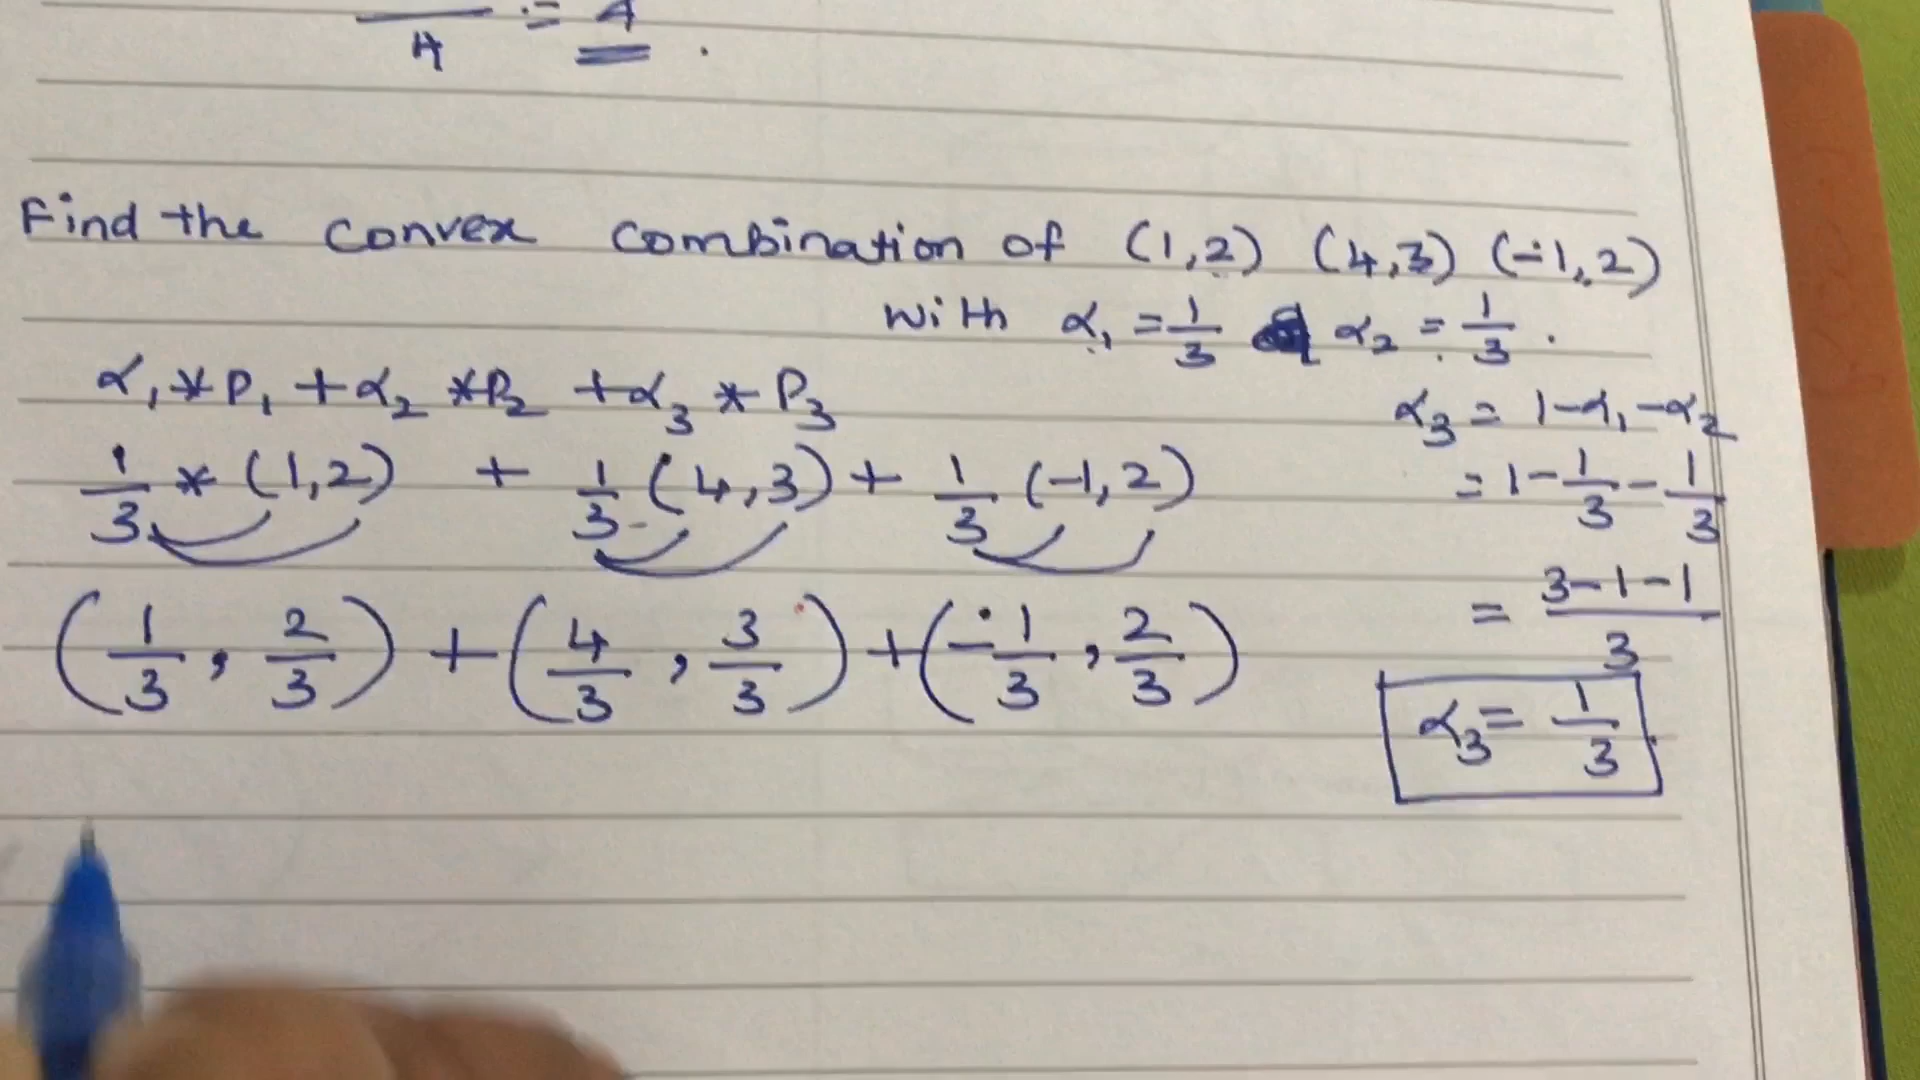 4 = 4 .
Find the convex combination of (1,2) (4,3) (-1,2)
with α₁ = 1/3 α₂ = 1/3 .
α₁ * P₁ + α₂ * P₂ + α₃ * P₃
α₃ = 1-α₁-α₂
1/3 * (1,2) + 1/3 (4,3) + 1/3 (-1,2)
= 1 - 1/3 - 1/3
= 3-1-1/3
(1/3 , 2/3) + (4/3 , 3/3) + (-1/3 , 2/3)
α₃ = 1/3